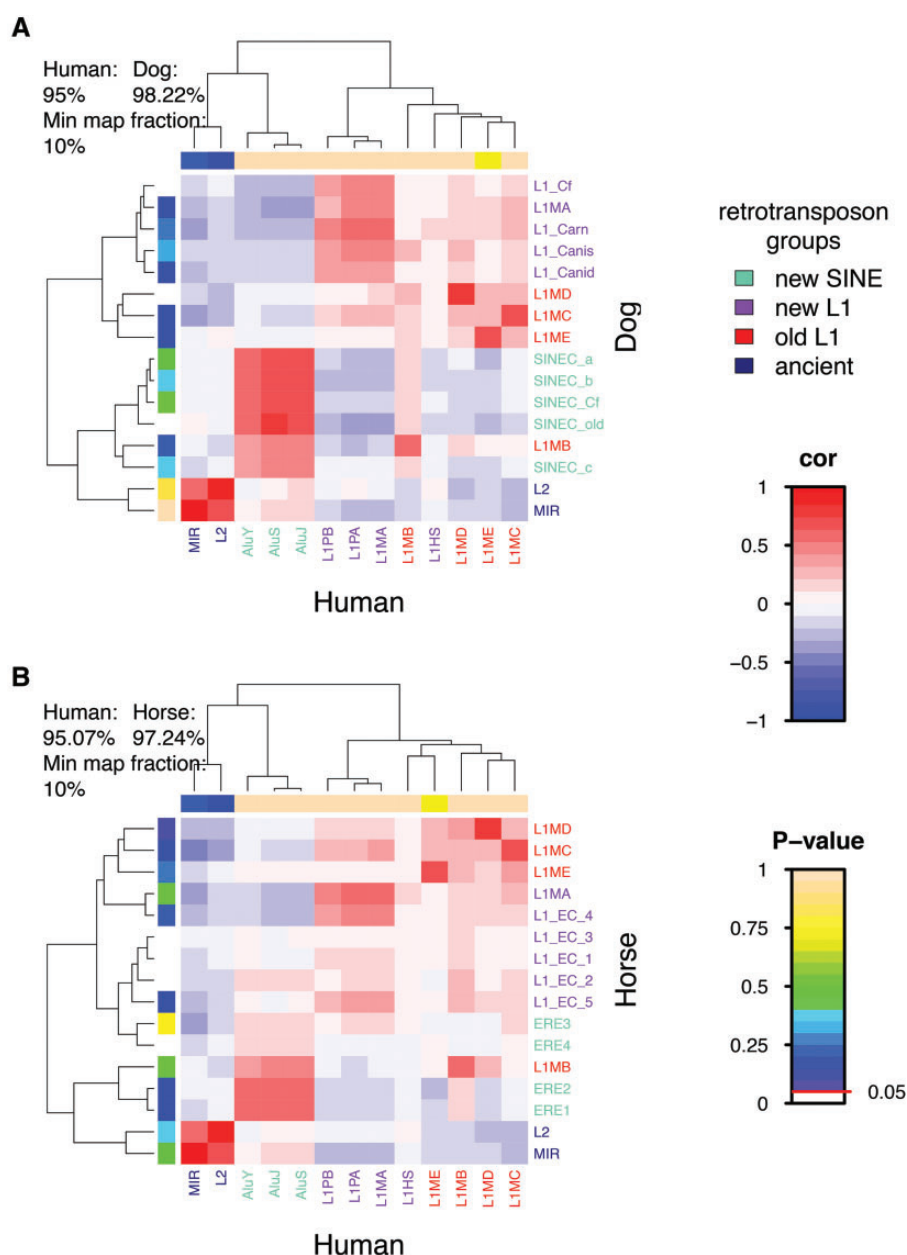 A
Human: Dog:
95% 98.22%
Min map fraction:
10%
L1_Cf
L1MA
L1_Carn
L1_Canis
L1_Canid
L1MD
L1MC
L1ME
SINEC_a
SINEC_b
SINEC_Cf
SINEC_old
L1MB
SINEC_c
L2
MIR
Dog
MIR L2 AluY AluS AluJ L1PB L1PA L1MA L1MB L1HS L1MD L1ME L1MC
Human
retrotransposon
groups
new SINE
new L1
old L1
ancient
cor
1
0.5
0
−0.5
−1
B
Human: Horse:
95.07% 97.24%
Min map fraction:
10%
L1MD
L1MC
L1ME
L1MA
L1_EC_4
L1_EC_3
L1_EC_1
L1_EC_2
L1_EC_5
ERE3
ERE4
L1MB
ERE2
ERE1
L2
MIR
Horse
MIR L2 AluY AluJ AluS L1PB L1PA L1MA L1HS L1ME L1MB L1MD L1MC
Human
P−value
1
0.75
0.5
0.25
0
0.05